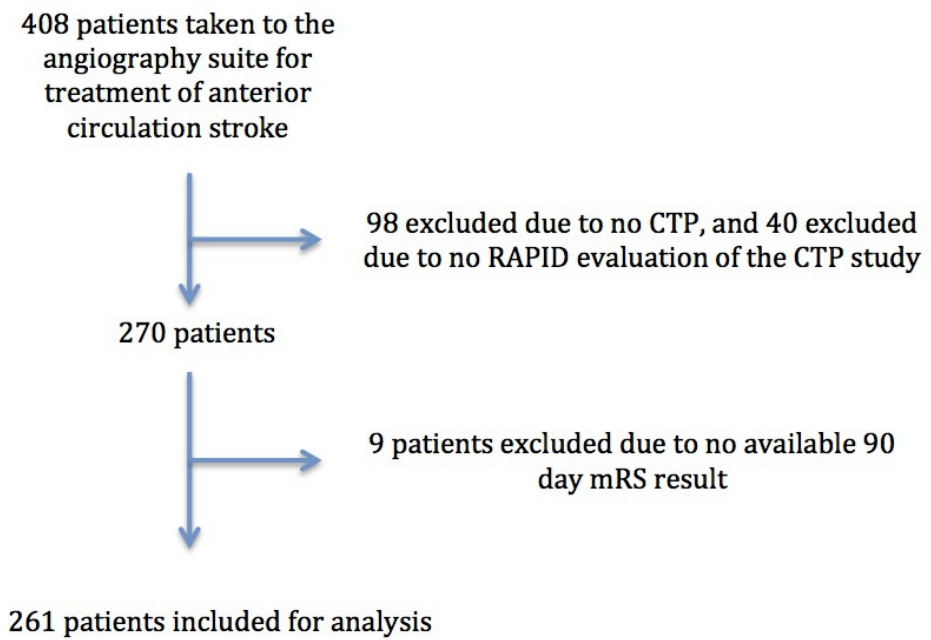 408 patients taken to the
angiography suite for
treatment of anterior
circulation stroke
98 excluded due to no CTP, and 40 excluded
due to no RAPID evaluation of the CTP study
270 patients
9 patients excluded due to no available 90
day mRS result
261 patients included for analysis